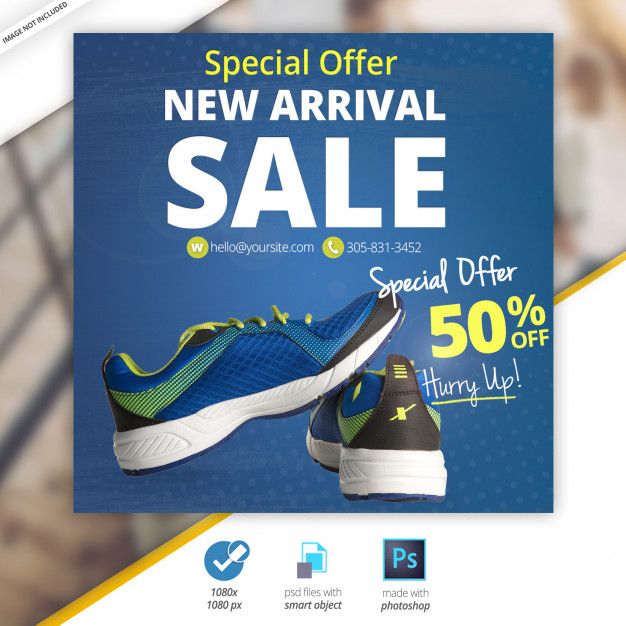 IMAGE NOT INCLUDED
Special Offer
NEW ARRIVAL
SALE
W hello@yoursite.com 305-831-3452
Special Offer
50% OFF
Hurry Up!
1080x
1080 px
psd files with
smart object
Ps
made with
photoshop